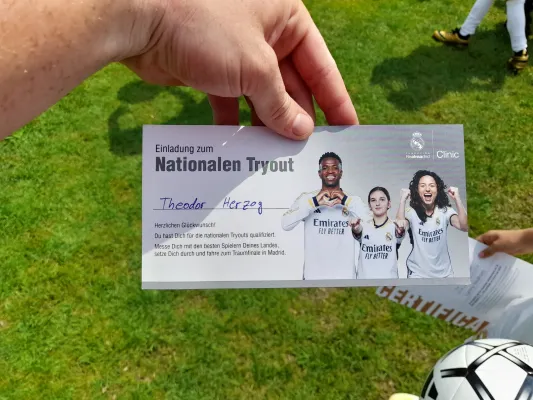 Einladung zum
Nationalen Tryout
Theodor Herzog
Herzlichen Glückwunsch!
Du hast Dich für die nationalen Tryouts qualifiziert.
Messe Dich mit den besten Spielern Deines Landes,
setze Dich durch und fahre zum Traumfinale in Madrid.
Clinic
Emirates
FLY BETTER
Emirates
FLY BETTER
Emirates
FLY BETTER
CERTIFICA